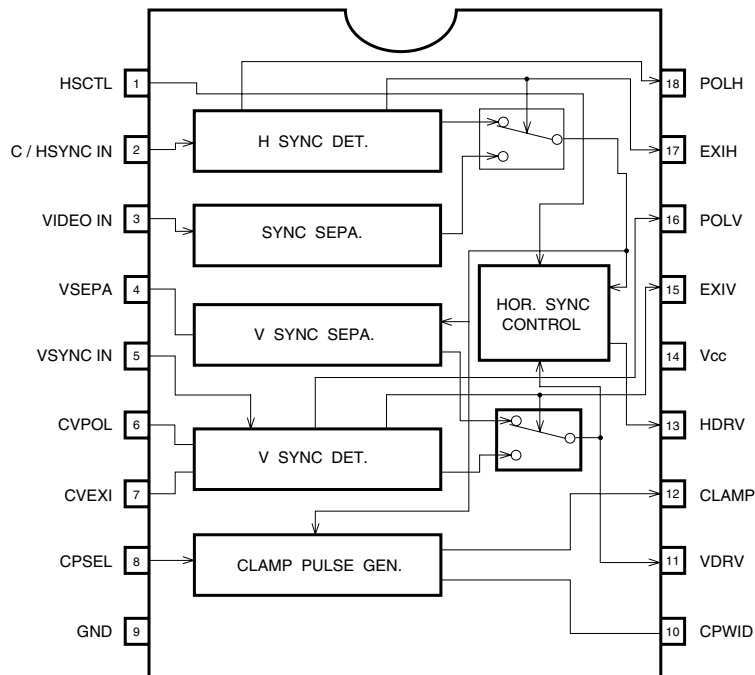 HSCTL 1
C / HSYNC IN 2
VIDEO IN 3
VSEPA 4
VSYNC IN 5
CVPOL 6
CVEXI 7
CPSEL 8
GND 9
H SYNC DET.
SYNC SEPA.
V SYNC SEPA.
V SYNC DET.
CLAMP PULSE GEN.
HOR. SYNC
CONTROL
18 POLH
17 EXIH
16 POLV
15 EXIV
14 Vcc
13 HDRV
12 CLAMP
11 VDRV
10 CPWID